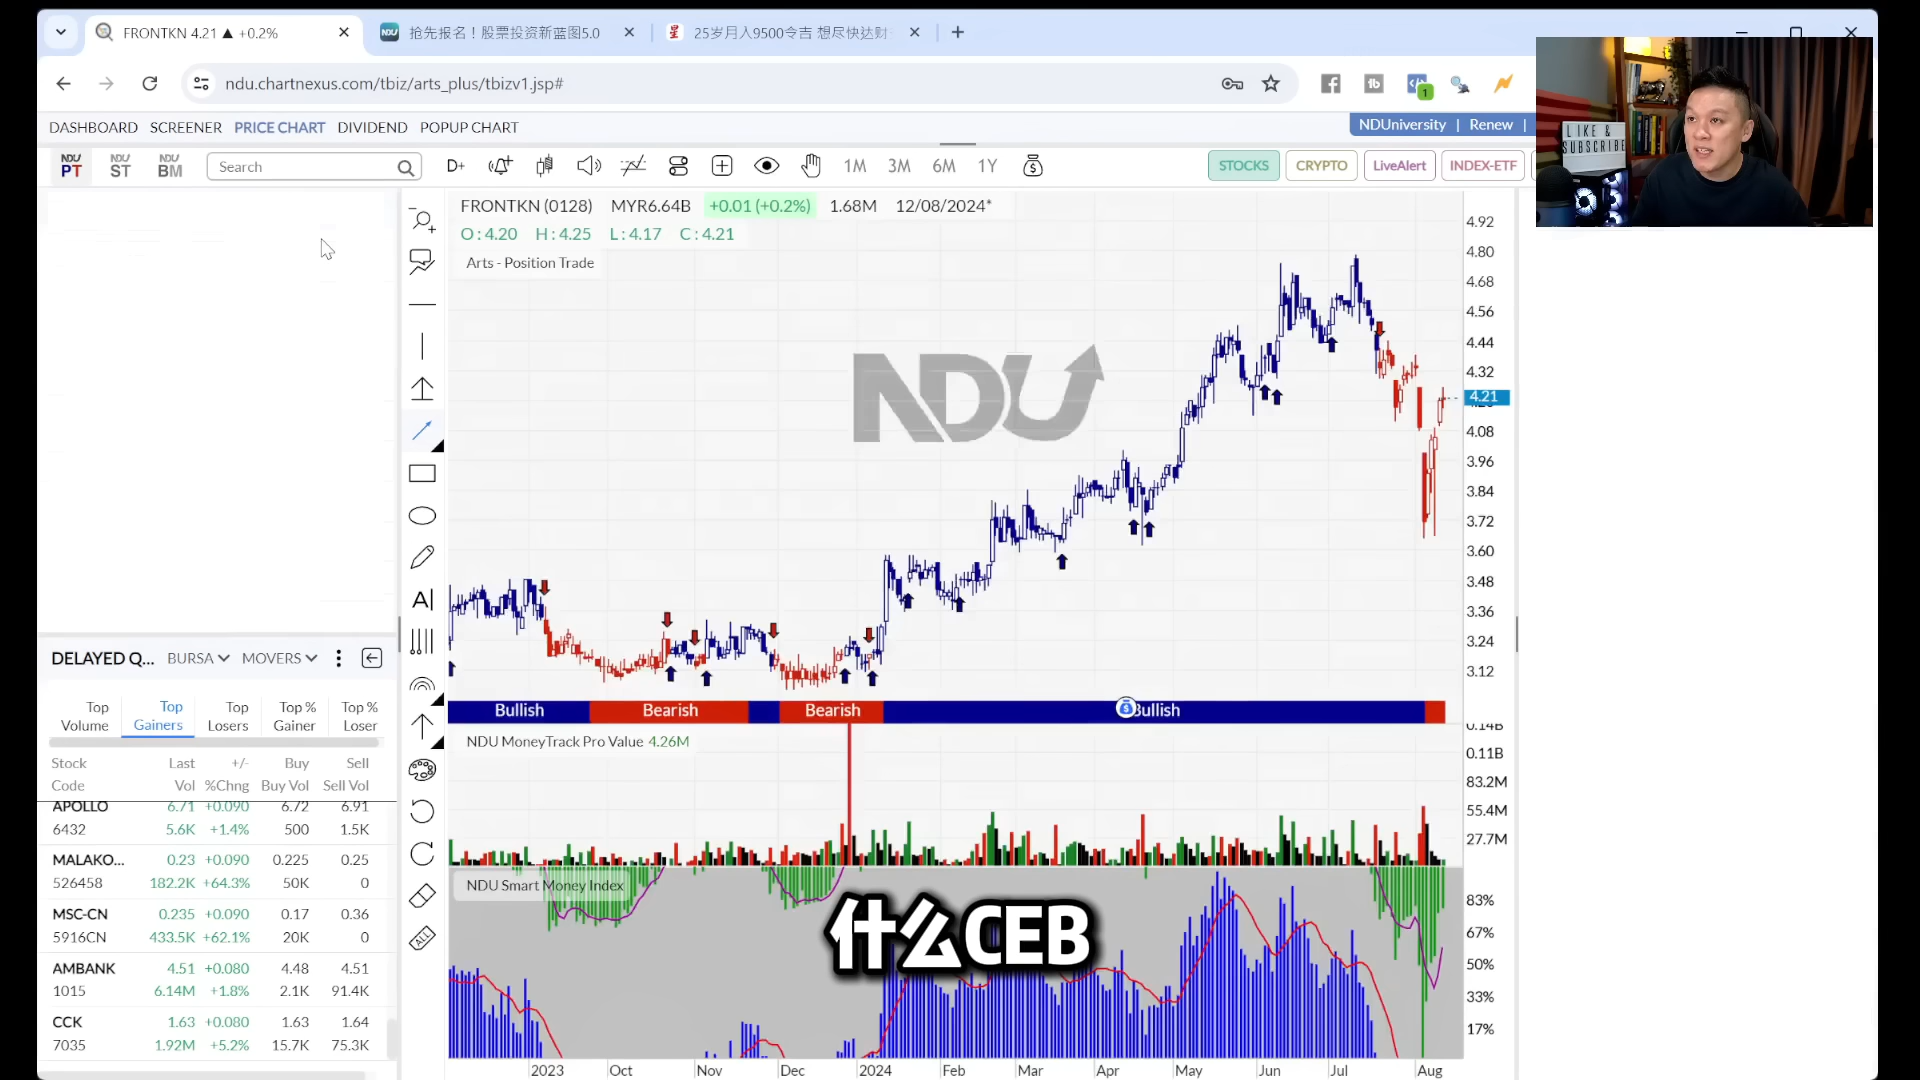 FRONTKN 4.21 ▲ +0.2%
抢先报名！股票投资新蓝图5.0
25岁月入9500令吉 想尽快达财
ndu.chartnexus.com/tbiz/arts_plus/tbizv1.jsp#
DASHBOARD SCREENER PRICE CHART DIVIDEND POPUP CHART
NDUniversity | Renew |
LIKE &
SUBSCRIBE
NDU PT
NDU ST
NDU BM
Search
D+
1M 3M 6M 1Y
STOCKS CRYPTO LiveAlert INDEX-ETF
FRONTKN (0128) MYR6.64B +0.01 (+0.2%) 1.68M 12/08/2024*
O:4.20 H:4.25 L:4.17 C:4.21
Arts - Position Trade
NDU
4.92
4.80
4.68
4.56
4.44
4.32
4.21
4.08
3.96
3.84
3.72
3.60
3.48
3.36
3.24
3.12
Bullish Bearish Bearish Bullish
NDU MoneyTrack Pro Value 4.26M
0.14B
0.11B
83.2M
55.4M
27.7M
NDU Smart Money Index
83%
67%
50%
33%
17%
什么CEB
2023 Oct Nov Dec 2024 Feb Mar Apr May Jun Jul Aug
A|
ALL
DELAYED Q... BURSA MOVERS
Top Volume
Top Gainers
Top Losers
Top % Gainer
Top % Loser
Stock Last +/- Buy Sell
Code Vol %Chng Buy Vol Sell Vol
APOLLO 6.71 +0.090 6.72 6.91
6432 5.6K +1.4% 500 1.5K
MALAKO... 0.23 +0.090 0.225 0.25
526458 182.2K +64.3% 50K 0
MSC-CN 0.235 +0.090 0.17 0.36
5916CN 433.5K +62.1% 20K 0
AMBANK 4.51 +0.080 4.48 4.51
1015 6.14M +1.8% 2.1K 91.4K
CCK 1.63 +0.080 1.63 1.64
7035 1.92M +5.2% 15.7K 75.3K